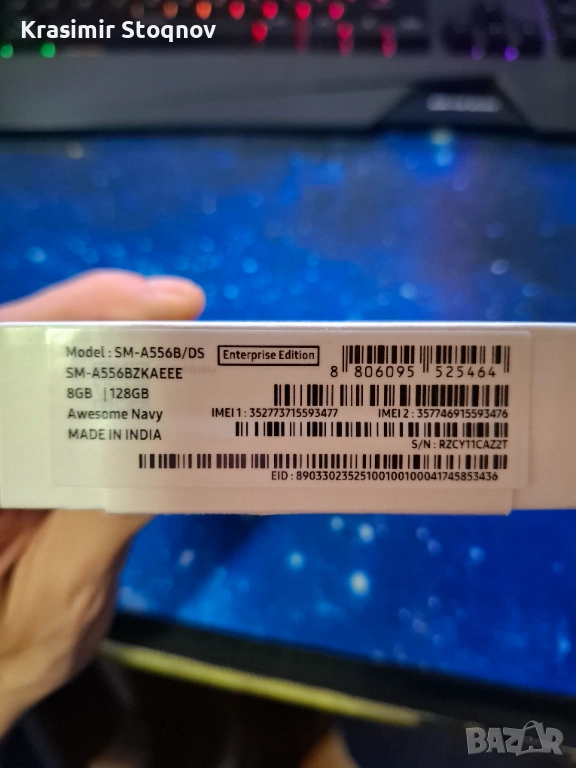 Krasimir Stoqnov
Model : SM-A556B/DS Enterprise Edition
SM-A556BZKAEEE
8 806095 525464
8GB | 128GB
Awesome Navy
IMEI 1 : 352773715593477 IMEI 2 : 357746915593476
MADE IN INDIA
S/N : RZCY11CAZ2T
EID : 89033023525100100100041745853436
BAZAR